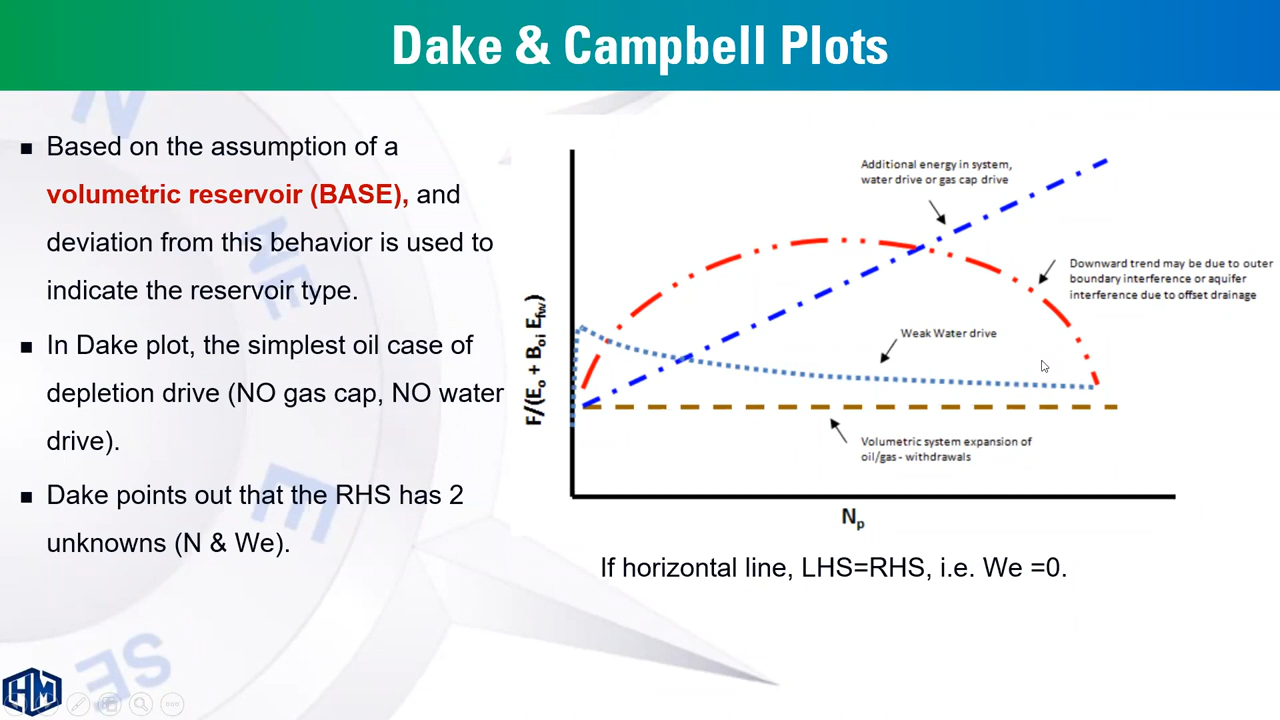 Dake & Campbell Plots
▪ Based on the assumption of a
volumetric reservoir (BASE), and
deviation from this behavior is used to
indicate the reservoir type.
▪ In Dake plot, the simplest oil case of
depletion drive (NO gas cap, NO water
drive).
▪ Dake points out that the RHS has 2
unknowns (N & We).
Additional energy in system,
water drive or gas cap drive
Downward trend may be due to outer
boundary interference or aquifer
interference due to offset drainage
Weak Water drive
Volumetric system expansion of
oil/gas - withdrawals
F/(Eo + Boi Efw)
Np
If horizontal line, LHS=RHS, i.e. We =0.
N
NE
E
SE
HM